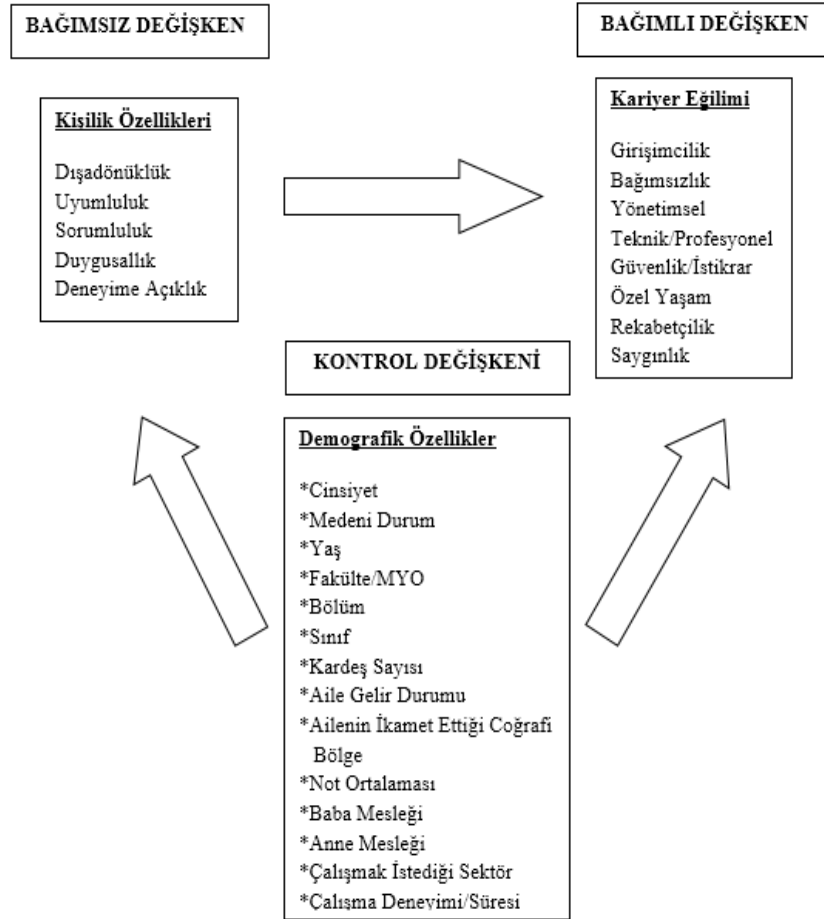 BAĞIMSIZ DEĞİŞKEN
Kişilik Özellikleri
Dışadönüklük
Uyumluluk
Sorumluluk
Duygusallık
Deneyime Açıklık
BAĞIMLI DEĞİŞKEN
Kariyer Eğilimi
Girişimcilik
Bağımsızlık
Yönetimsel
Teknik/Profesyonel
Güvenlik/İstikrar
Özel Yaşam
Rekabetçilik
Saygınlık
KONTROL DEĞİŞKENİ
Demografik Özellikler
*Cinsiyet
*Medeni Durum
*Yaş
*Fakülte/MYO
*Bölüm
*Sınıf
*Kardeş Sayısı
*Aile Gelir Durumu
*Ailenin İkamet Ettiği Coğrafi
Bölge
*Not Ortalaması
*Baba Mesleği
*Anne Mesleği
*Çalışmak İstediği Sektör
*Çalışma Deneyimi/Süresi